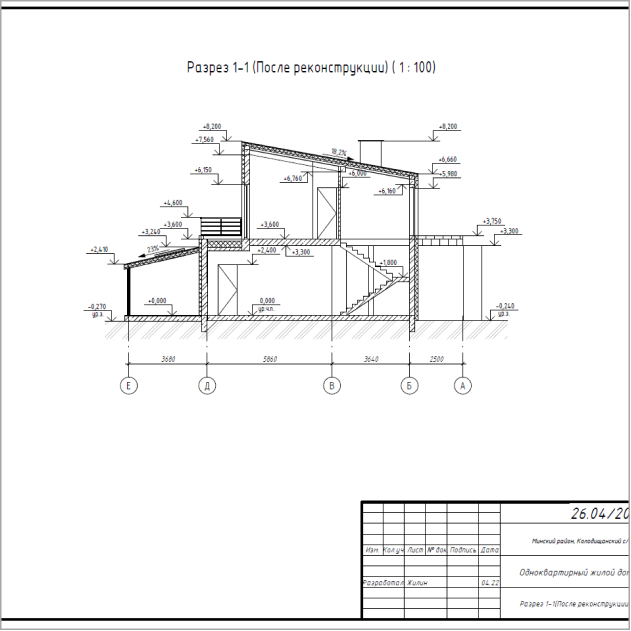 Разрез 1-1 (После реконструкции) ( 1 : 100)
+8,200
+8,200
+7,560
18,2%
+6,660
+6,150
+6,760
+6,000
+5,980
+6,160
+4,600
+3,600
+3,600
+3,750
+3,240
+3,300
+3,300
+2,410
23%
+2,400
+1,800
-0,270
ур.з.
+0,000
0,000
ур.ч.п.
-0,240
ур.з.
3680
5860
3640
2500
Е
Д
В
Б
А
26.04/20
Минский район, Колодищанский с/
Изм. Кол.уч Лист № док Подпись Дата
Одноквартирный жилой до
Разработал Жилин 04.22
Разрез 1-1(После реконструкции